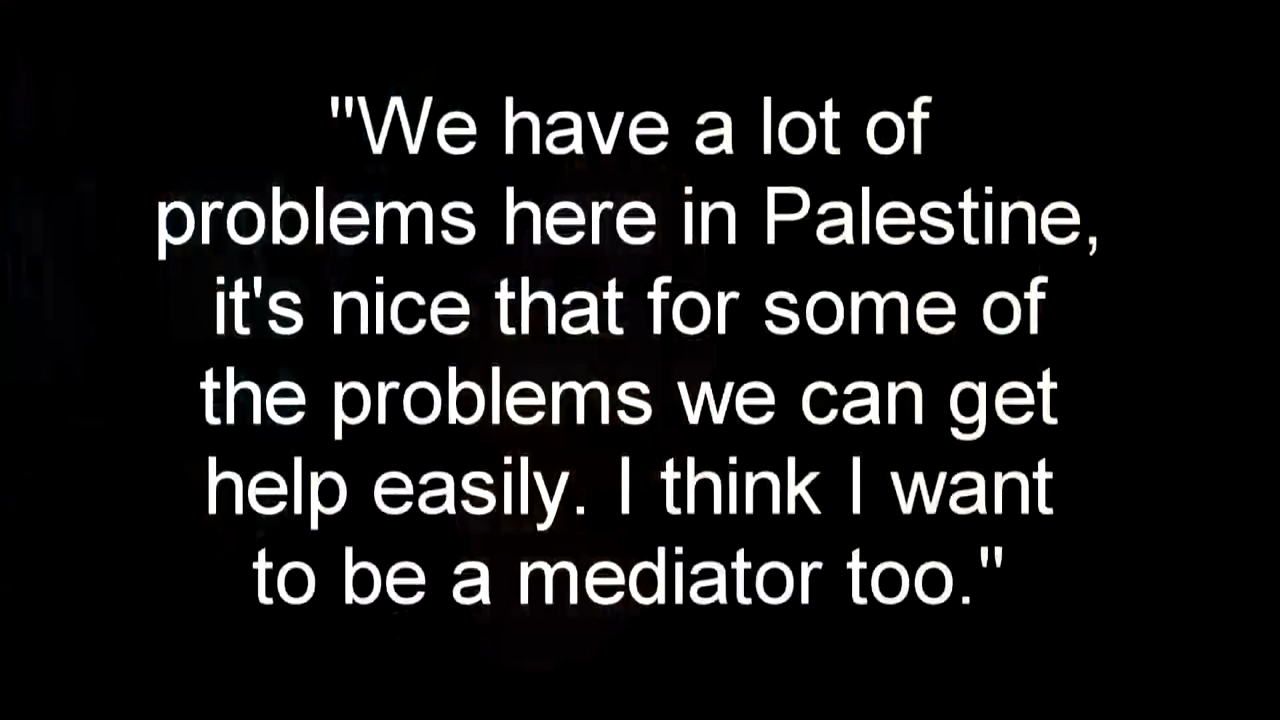 "We have a lot of
problems here in Palestine,
it's nice that for some of
the problems we can get
help easily. I think I want
to be a mediator too."